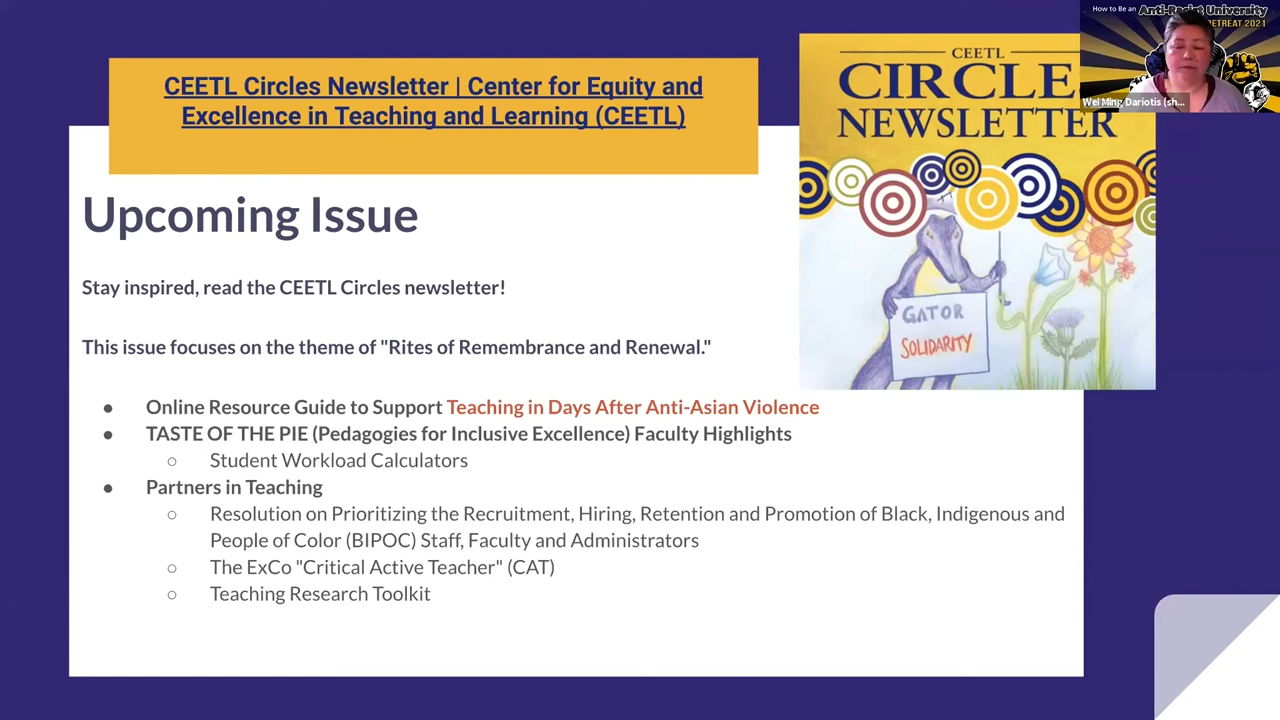 CEETL Circles Newsletter | Center for Equity and
Excellence in Teaching and Learning (CEETL)
Upcoming Issue
Stay inspired, read the CEETL Circles newsletter!
This issue focuses on the theme of "Rites of Remembrance and Renewal."
● Online Resource Guide to Support Teaching in Days After Anti-Asian Violence
● TASTE OF THE PIE (Pedagogies for Inclusive Excellence) Faculty Highlights
○ Student Workload Calculators
● Partners in Teaching
○ Resolution on Prioritizing the Recruitment, Hiring, Retention and Promotion of Black, Indigenous and
People of Color (BIPOC) Staff, Faculty and Administrators
○ The ExCo "Critical Active Teacher" (CAT)
○ Teaching Research Toolkit
CEETL
CIRCLE
NEWSLETTER
GATOR
SOLIDARITY
How to Be an Anti-Racist University
RETREAT 2021
Wei Ming Dariotis (sh...